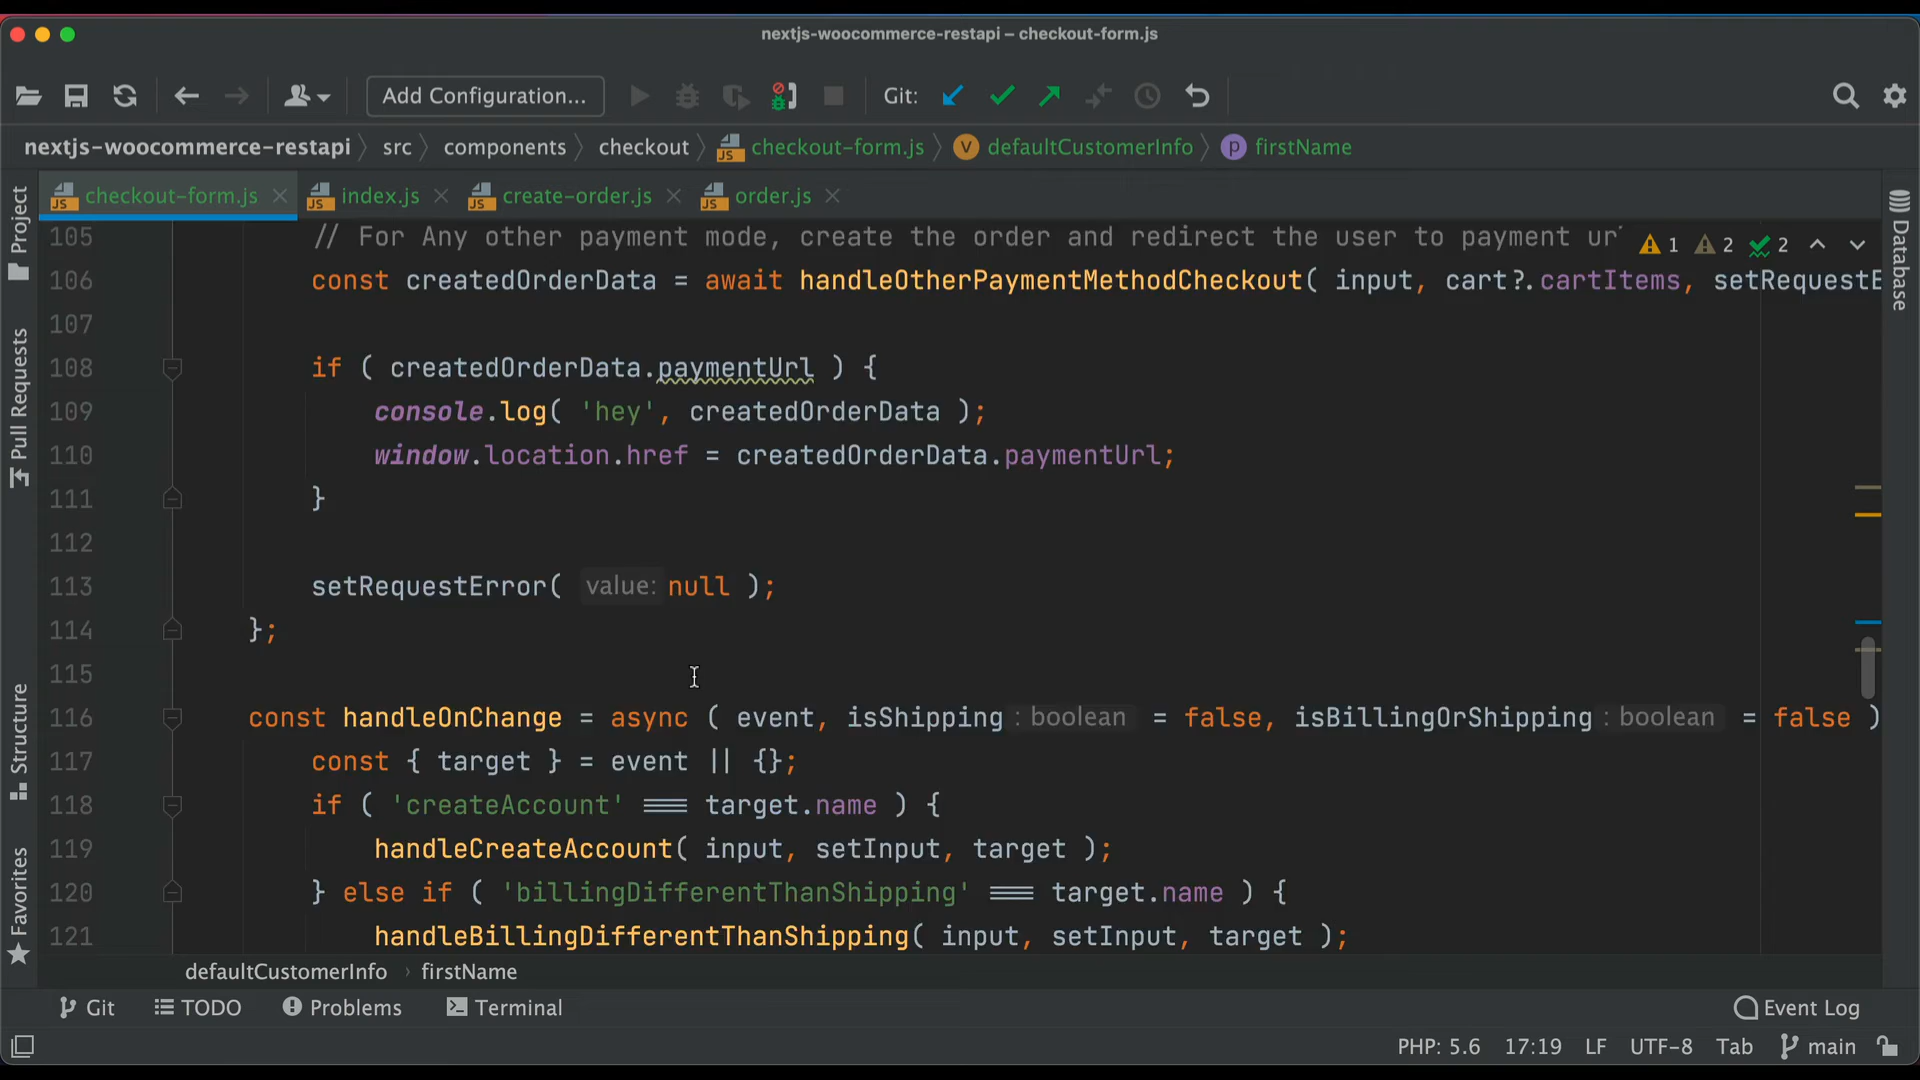 nextjs-woocommerce-restapi – checkout-form.js
Add Configuration...
Git:
nextjs-woocommerce-restapi src components checkout checkout-form.js defaultCustomerInfo firstName
checkout-form.js index.js create-order.js order.js
Project
Pull Requests
Structure
Favorites
Database
1 2 2
105 // For Any other payment mode, create the order and redirect the user to payment ur
106 const createdOrderData = await handleOtherPaymentMethodCheckout( input, cart?.cartItems, setRequestE
107
108 if ( createdOrderData.paymentUrl ) {
109 console.log( 'hey', createdOrderData );
110 window.location.href = createdOrderData.paymentUrl;
111 }
112
113 setRequestError( value: null );
114 };
115
116 const handleOnChange = async ( event, isShipping : boolean = false, isBillingOrShipping : boolean = false )
117 const { target } = event || {};
118 if ( 'createAccount' === target.name ) {
119 handleCreateAccount( input, setInput, target );
120 } else if ( 'billingDifferentThanShipping' === target.name ) {
121 handleBillingDifferentThanShipping( input, setInput, target );
defaultCustomerInfo › firstName
Git TODO Problems Terminal Event Log
PHP: 5.6 17:19 LF UTF-8 Tab main